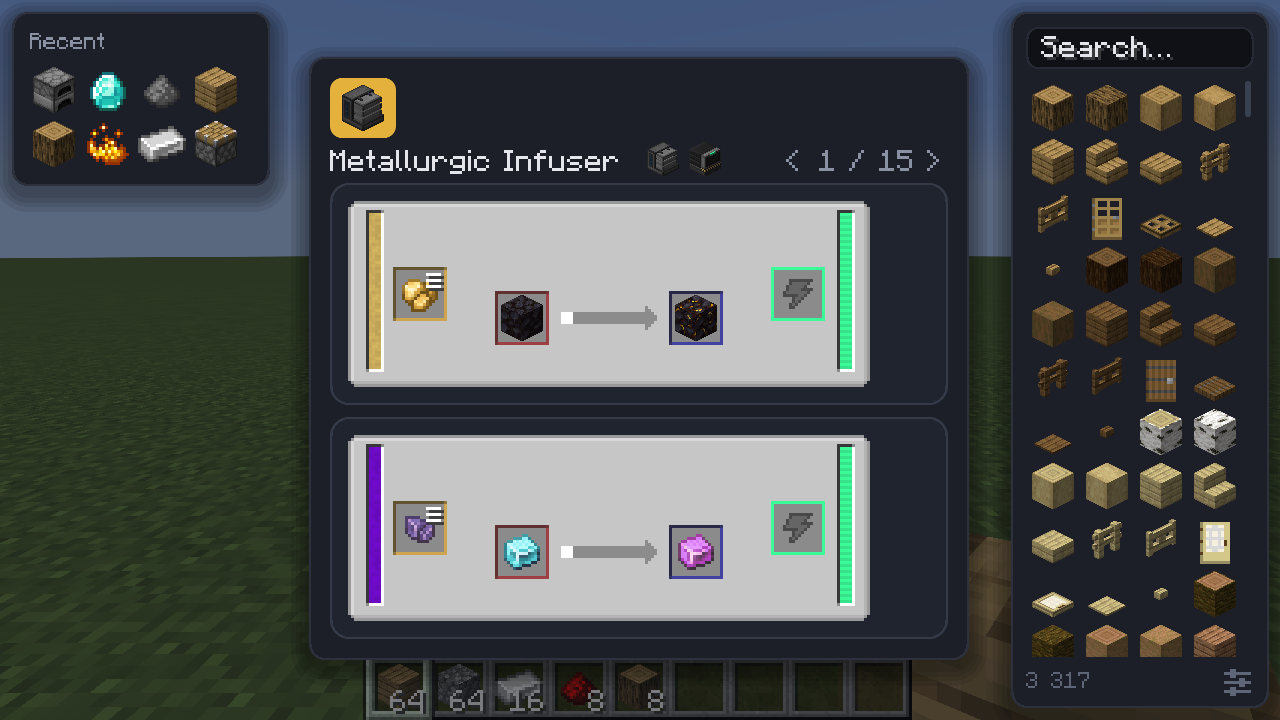 Recent
Search...
Metallurgic Infuser
< 1 / 15 >
64
64
16
8
8
3 317